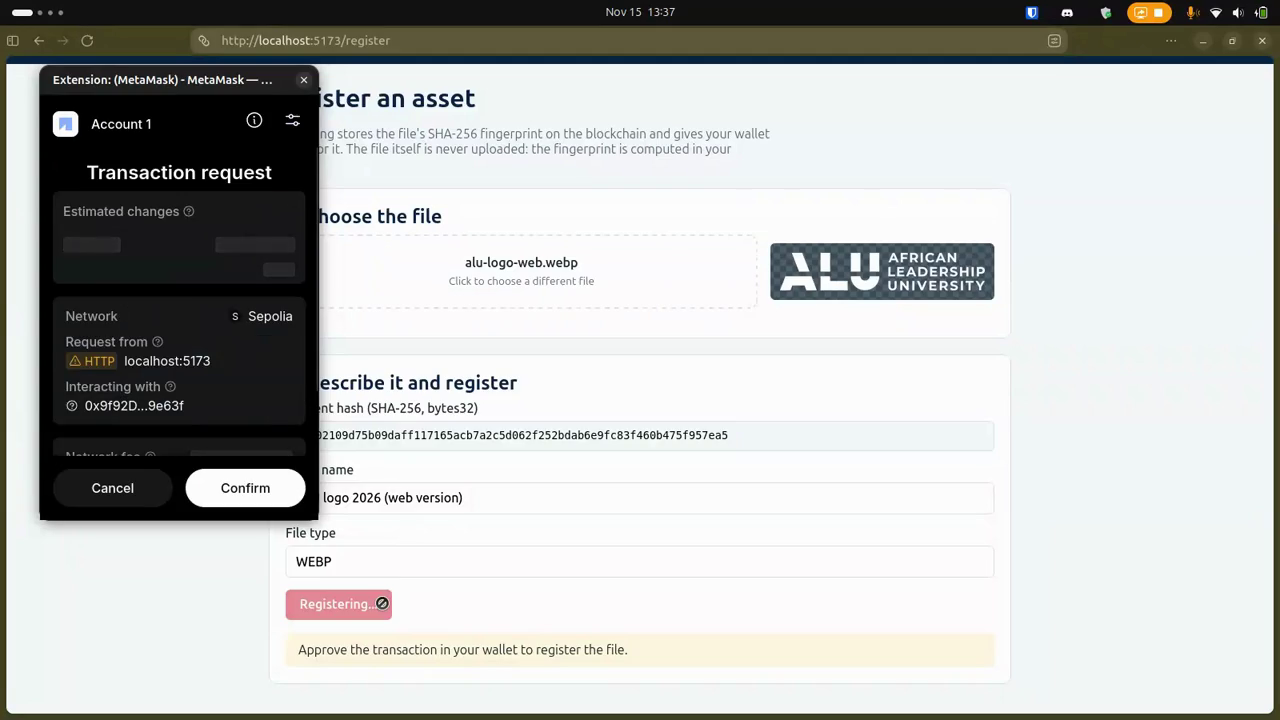 Nov 15 13:37
http://localhost:5173/register
Extension: (MetaMask) - MetaMask — ...
Account 1
Transaction request
Estimated changes
Network
S Sepolia
Request from
HTTP localhost:5173
Interacting with
0x9f92D...9e63f
Cancel
Confirm
ister an asset
ng stores the file's SHA-256 fingerprint on the blockchain and gives your wallet
or it. The file itself is never uploaded: the fingerprint is computed in your
hoose the file
alu-logo-web.webp
Click to choose a different file
ALU AFRICAN
LEADERSHIP
UNIVERSITY
escribe it and register
ent hash (SHA-256, bytes32)
02109d75b09daff117165acb7a2c5d062f252bdab6e9fc83f460b475f957ea5
name
logo 2026 (web version)
File type
WEBP
Registering...
Approve the transaction in your wallet to register the file.